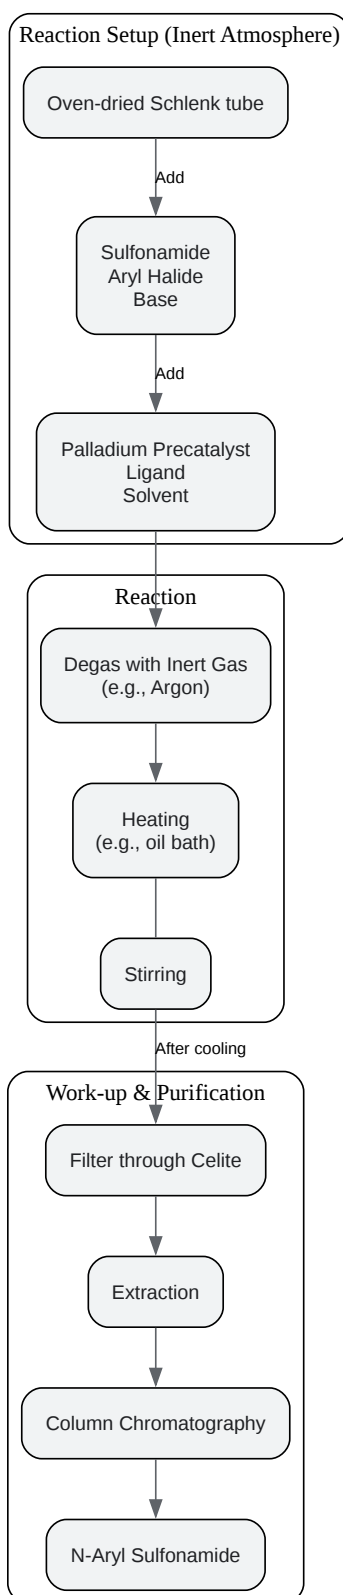 Reaction Setup (Inert Atmosphere)
Oven-dried Schlenk tube
Add
Sulfonamide
Aryl Halide
Base
Add
Palladium Precatalyst
Ligand
Solvent
Reaction
Degas with Inert Gas
(e.g., Argon)
Heating
(e.g., oil bath)
Stirring
After cooling
Work-up & Purification
Filter through Celite
Extraction
Column Chromatography
N-Aryl Sulfonamide